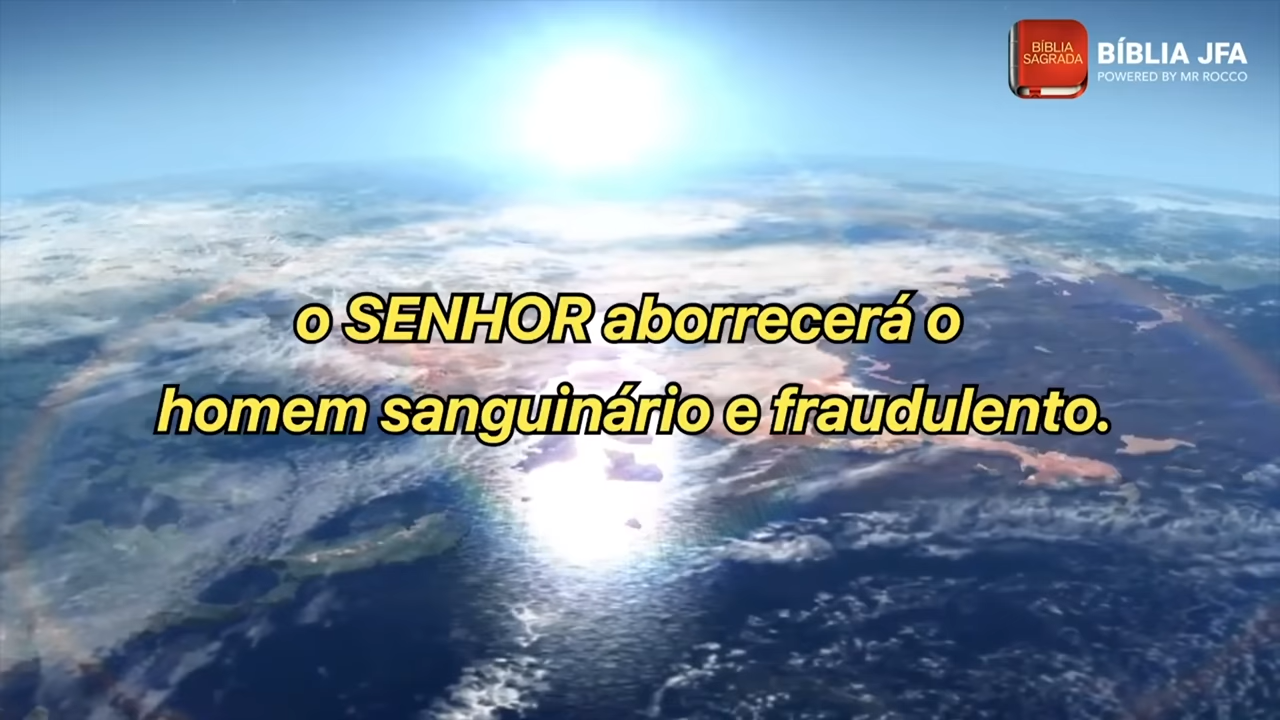 BÍBLIA
SAGRADA
BÍBLIA JFA
POWERED BY MR ROCCO
o SENHOR aborrecerá o
homem sanguinário e fraudulento.